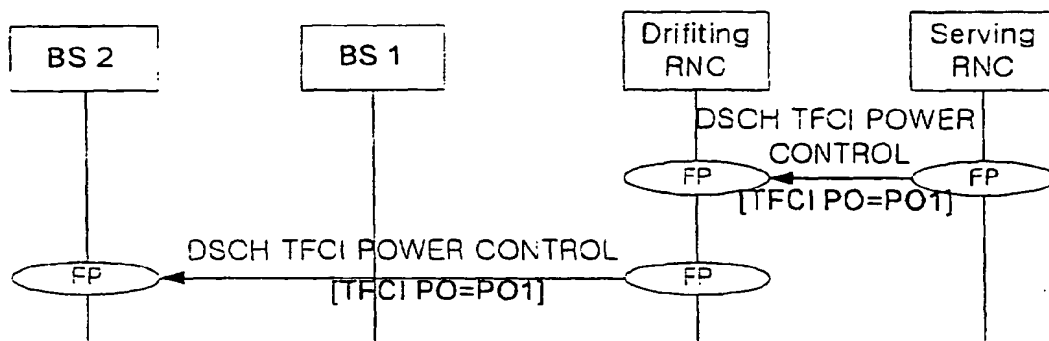 BS 2
BS 1
Drifiting
RNC
Serving
RNC
DSCH TFCI POWER
CONTROL
FP
FP
[TFCI PO=PO1]
DSCH TFCI POWER CONTROL
FP
FP
[TFCI PO=PO1]